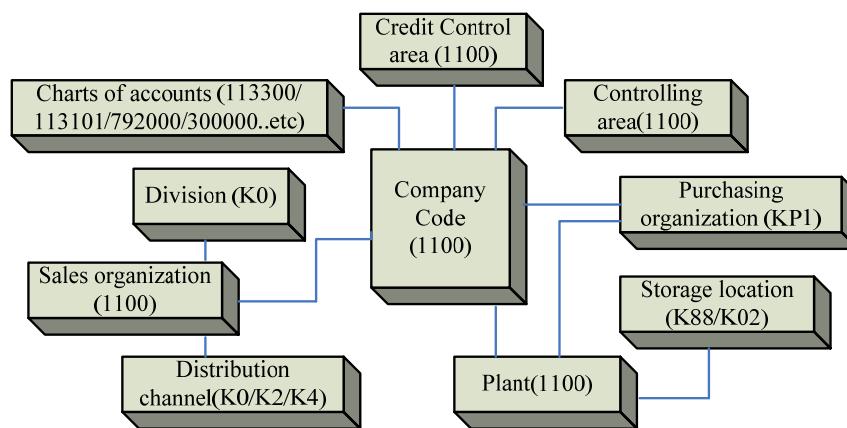 Credit Control
area (1100)
Charts of accounts (113300/
113101/792000/300000..etc)
Controlling
area(1100)
Division (K0)
Company
Code
(1100)
Purchasing
organization (KP1)
Sales organization
(1100)
Storage location
(K88/K02)
Distribution
channel(K0/K2/K4)
Plant(1100)